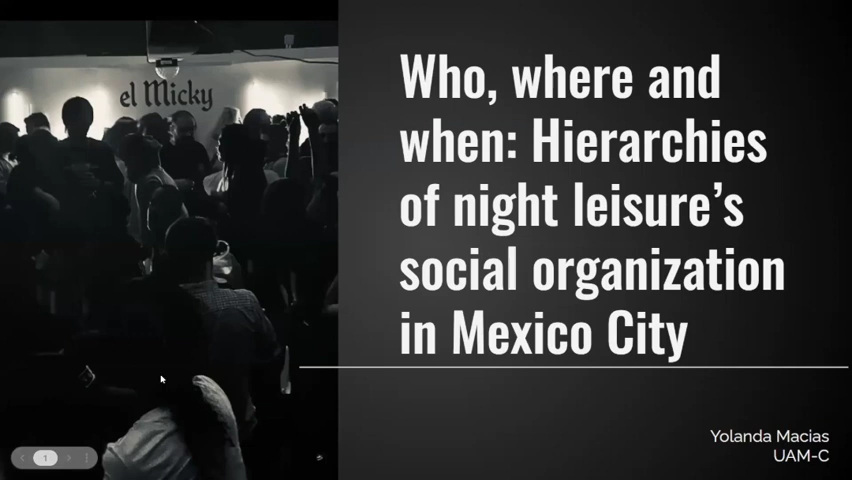 el Micky
Who, where and
when: Hierarchies
of night leisure's
social organization
in Mexico City
Yolanda Macias
UAM-C
1